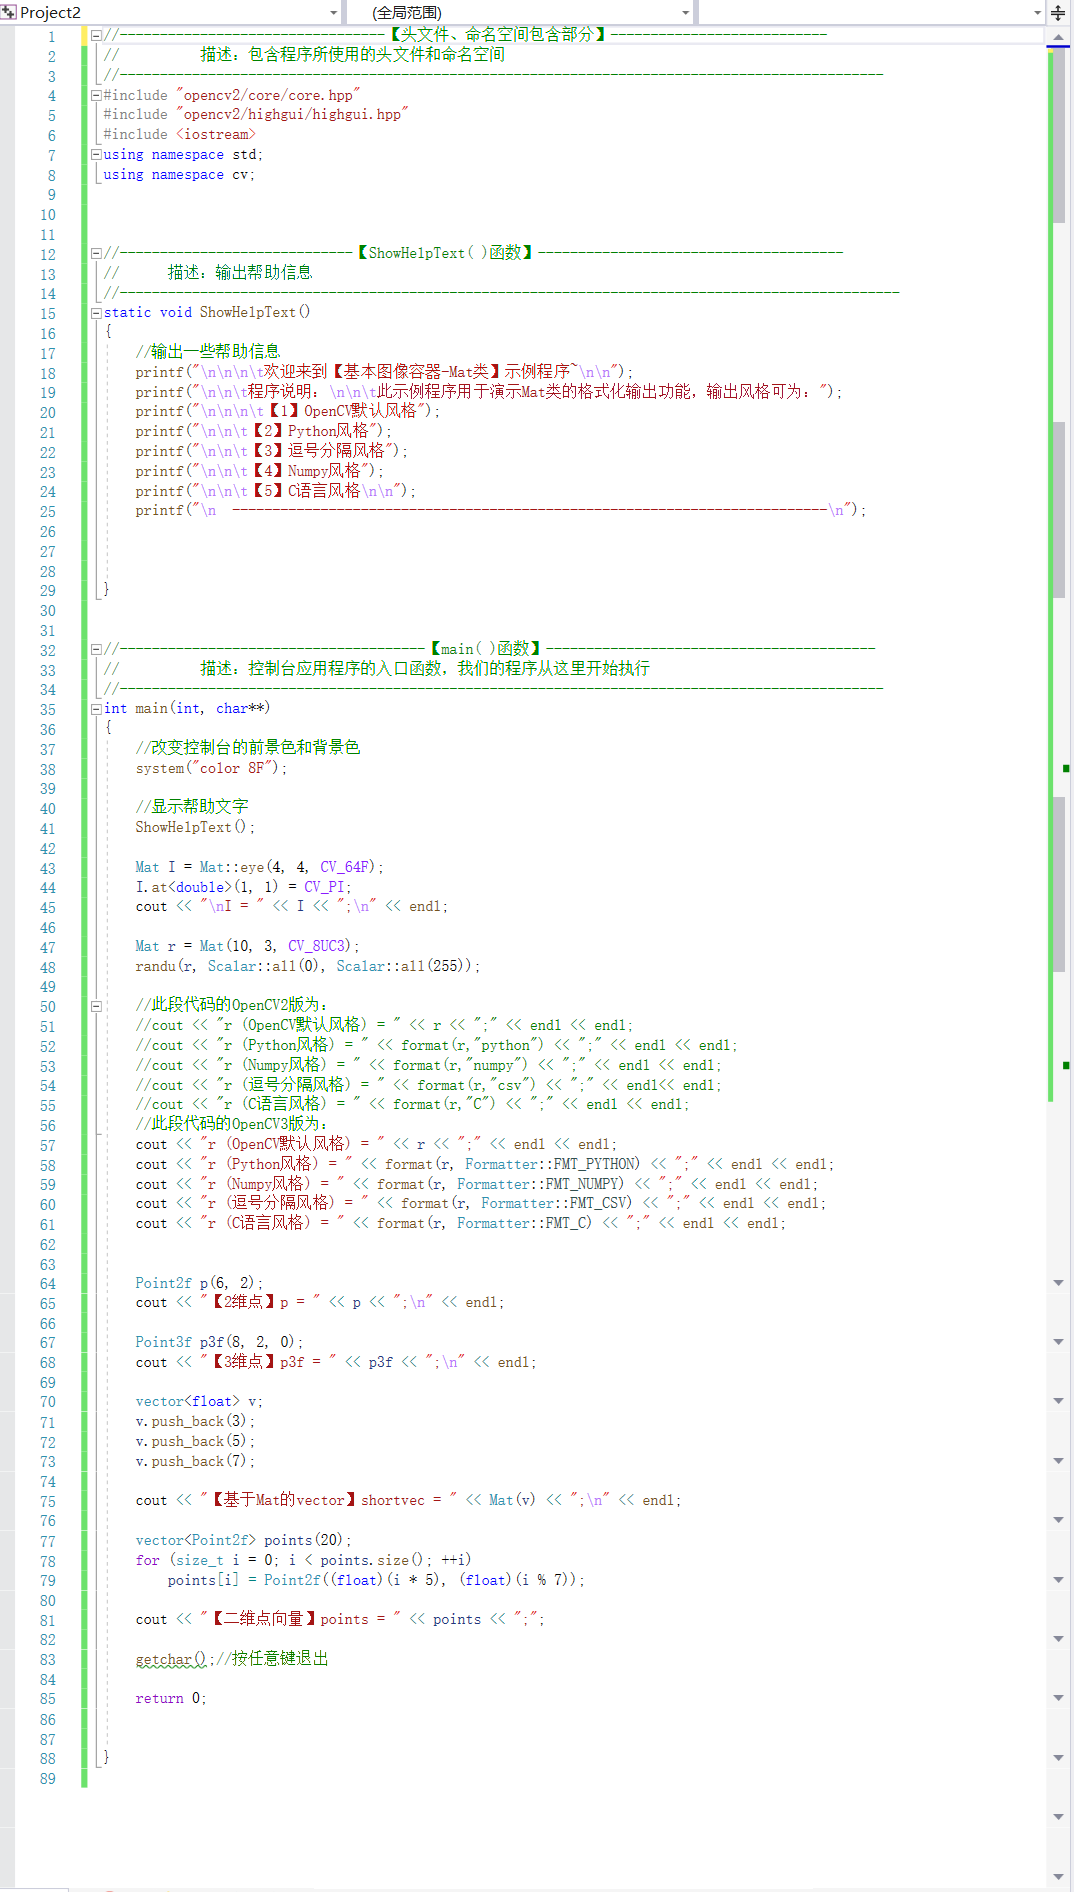 Project2 (全局范围)
1 //---------------------------------【头文件、命名空间包含部分】---------------------------
2 //          描述：包含程序所使用的头文件和命名空间
3 //-----------------------------------------------------------------------------------------------
4 #include "opencv2/core/core.hpp"
5 #include "opencv2/highgui/highgui.hpp"
6 #include <iostream>
7 using namespace std;
8 using namespace cv;
9
10
11
12 //-----------------------------【ShowHelpText( )函数】--------------------------------------
13 //      描述：输出帮助信息
14 //-------------------------------------------------------------------------------------------------
15 static void ShowHelpText()
16 {
17     //输出一些帮助信息
18     printf("\n\n\n\t欢迎来到【基本图像容器-Mat类】示例程序~\n\n");
19     printf("\n\n\t程序说明：\n\n\t此示例程序用于演示Mat类的格式化输出功能，输出风格可为：");
20     printf("\n\n\n\t【1】OpenCV默认风格");
21     printf("\n\n\t【2】Python风格");
22     printf("\n\n\t【3】逗号分隔风格");
23     printf("\n\n\t【4】Numpy风格");
24     printf("\n\n\t【5】C语言风格\n\n");
25     printf("\n  --------------------------------------------------------------------------\n");
26
27
28
29 }
30
31
32 //--------------------------------------【main( )函数】-----------------------------------------
33 //          描述：控制台应用程序的入口函数，我们的程序从这里开始执行
34 //-----------------------------------------------------------------------------------------------
35 int main(int, char**)
36 {
37     //改变控制台的前景色和背景色
38     system("color 8F");
39
40     //显示帮助文字
41     ShowHelpText();
42
43     Mat I = Mat::eye(4, 4, CV_64F);
44     I.at<double>(1, 1) = CV_PI;
45     cout << "\nI = " << I << ";\n" << endl;
46
47     Mat r = Mat(10, 3, CV_8UC3);
48     randu(r, Scalar::all(0), Scalar::all(255));
49
50     //此段代码的OpenCV2版为：
51     //cout << "r (OpenCV默认风格) = " << r << ";" << endl << endl;
52     //cout << "r (Python风格) = " << format(r,"python") << ";" << endl << endl;
53     //cout << "r (Numpy风格) = " << format(r,"numpy") << ";" << endl << endl;
54     //cout << "r (逗号分隔风格) = " << format(r,"csv") << ";" << endl<< endl;
55     //cout << "r (C语言风格) = " << format(r,"C") << ";" << endl << endl;
56     //此段代码的OpenCV3版为：
57     cout << "r (OpenCV默认风格) = " << r << ";" << endl << endl;
58     cout << "r (Python风格) = " << format(r, Formatter::FMT_PYTHON) << ";" << endl << endl;
59     cout << "r (Numpy风格) = " << format(r, Formatter::FMT_NUMPY) << ";" << endl << endl;
60     cout << "r (逗号分隔风格) = " << format(r, Formatter::FMT_CSV) << ";" << endl << endl;
61     cout << "r (C语言风格) = " << format(r, Formatter::FMT_C) << ";" << endl << endl;
62
63
64     Point2f p(6, 2);
65     cout << "【2维点】p = " << p << ";\n" << endl;
66
67     Point3f p3f(8, 2, 0);
68     cout << "【3维点】p3f = " << p3f << ";\n" << endl;
69
70     vector<float> v;
71     v.push_back(3);
72     v.push_back(5);
73     v.push_back(7);
74
75     cout << "【基于Mat的vector】shortvec = " << Mat(v) << ";\n" << endl;
76
77     vector<Point2f> points(20);
78     for (size_t i = 0; i < points.size(); ++i)
79         points[i] = Point2f((float)(i * 5), (float)(i % 7));
80
81     cout << "【二维点向量】points = " << points << ";";
82
83     getchar();//按任意键退出
84
85     return 0;
86
87
88 }
89